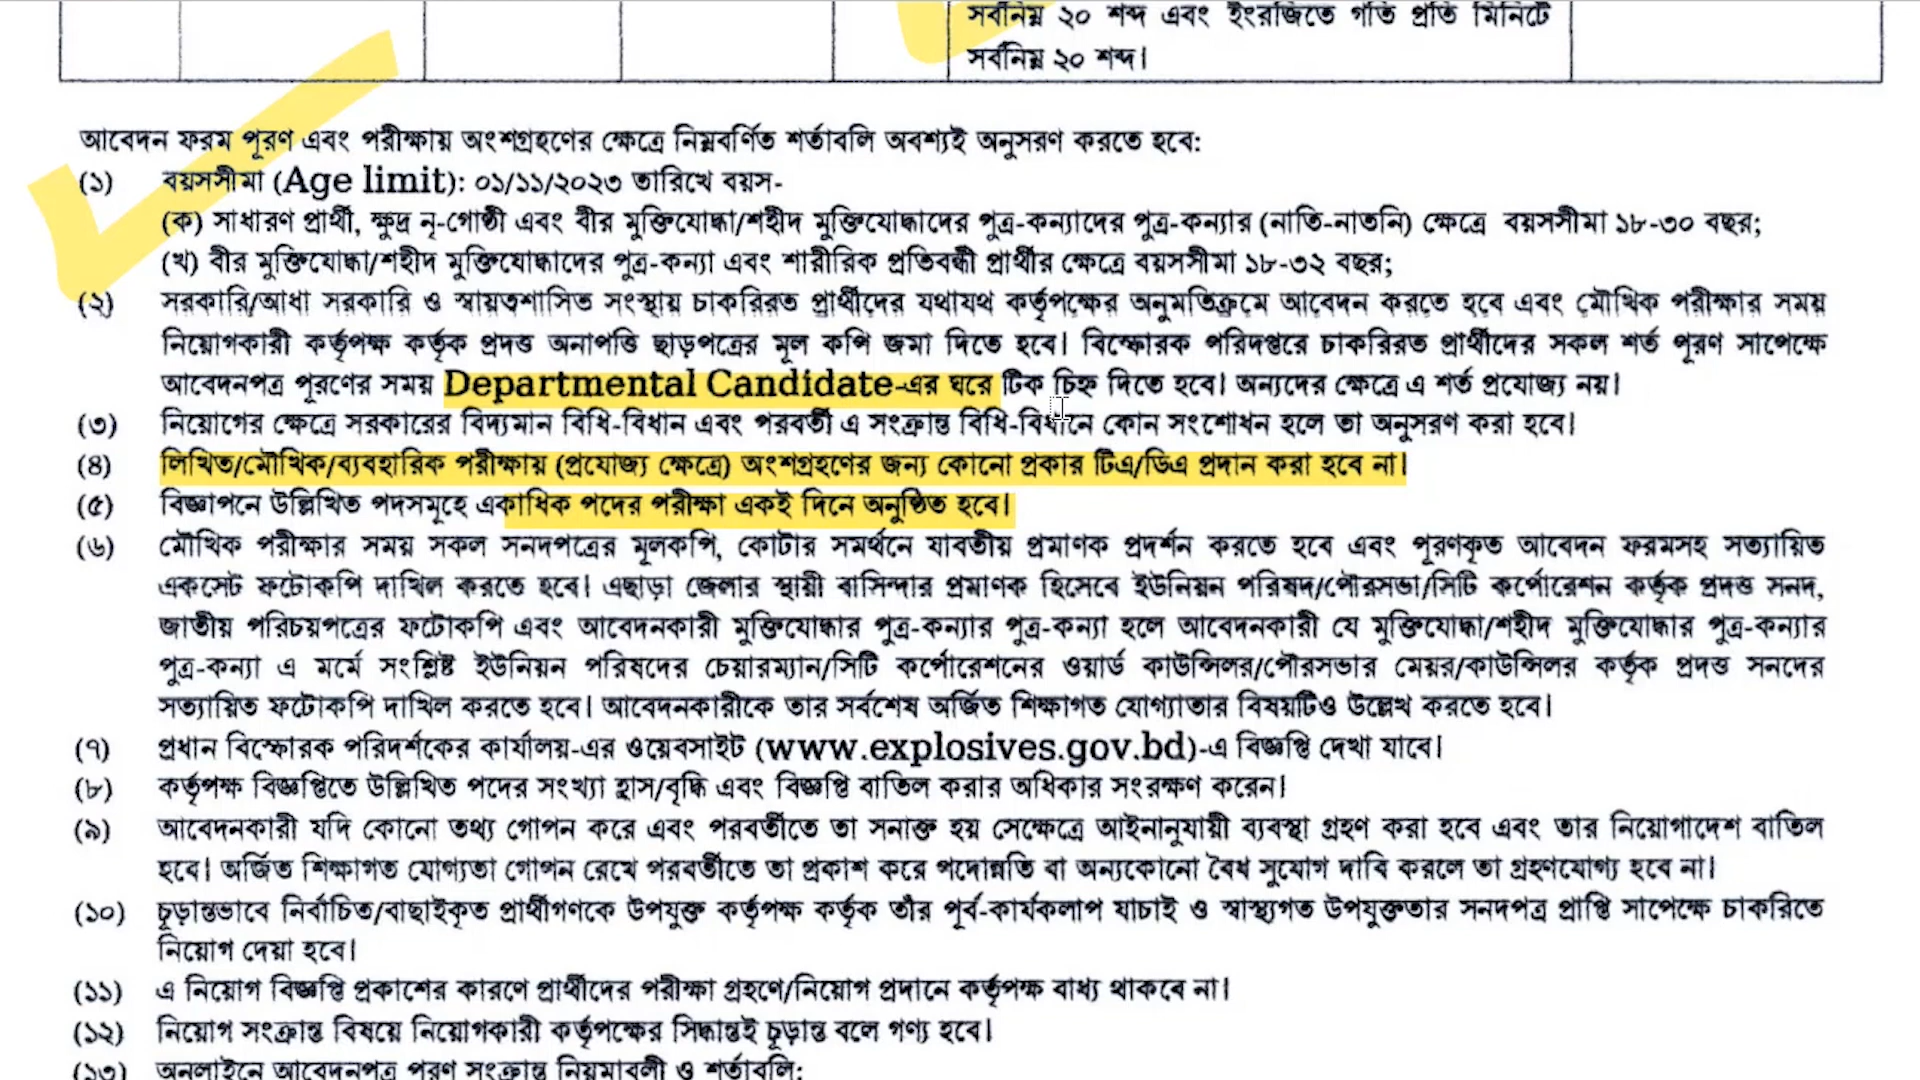 সর্বনিম্ন ২০ শব্দ এবং ইংরজিতে গতি প্রতি মিনিটে
সর্বনিম্ন ২০ শব্দ।
আবেদন ফরম পূরণ এবং পরীক্ষায় অংশগ্রহণের ক্ষেত্রে নিম্নবর্ণিত শর্তাবলি অবশ্যই অনুসরণ করতে হবে:
(১) বয়সসীমা (Age limit): ০১/১১/২০২৩ তারিখে বয়স-
(ক) সাধারণ প্রার্থী, ক্ষুদ্র নৃ-গোষ্ঠী এবং বীর মুক্তিযোদ্ধা/শহীদ মুক্তিযোদ্ধাদের পুত্র-কন্যাদের পুত্র-কন্যার (নাতি-নাতনি) ক্ষেত্রে বয়সসীমা ১৮-৩০ বছর;
(খ) বীর মুক্তিযোদ্ধা/শহীদ মুক্তিযোদ্ধাদের পুত্র-কন্যা এবং শারীরিক প্রতিবন্ধী প্রার্থীর ক্ষেত্রে বয়সসীমা ১৮-৩২ বছর;
(২) সরকারি/আধা সরকারি ও স্বায়ত্বশাসিত সংস্থায় চাকরিরত প্রার্থীদের যথাযথ কর্তৃপক্ষের অনুমতিক্রমে আবেদন করতে হবে এবং মৌখিক পরীক্ষার সময়
নিয়োগকারী কর্তৃপক্ষ কর্তৃক প্রদত্ত অনাপত্তি ছাড়পত্রের মূল কপি জমা দিতে হবে। বিস্ফোরক পরিদপ্তরে চাকরিরত প্রার্থীদের সকল শর্ত পূরণ সাপেক্ষে
আবেদনপত্র পূরণের সময় Departmental Candidate-এর ঘরে টিক চিহ্ন দিতে হবে। অন্যদের ক্ষেত্রে এ শর্ত প্রযোজ্য নয়।
(৩) নিয়োগের ক্ষেত্রে সরকারের বিদ্যমান বিধি-বিধান এবং পরবর্তী এ সংক্রান্ত বিধি-বিধানে কোন সংশোধন হলে তা অনুসরণ করা হবে।
(৪) লিখিত/মৌখিক/ব্যবহারিক পরীক্ষায় (প্রযোজ্য ক্ষেত্রে) অংশগ্রহণের জন্য কোনো প্রকার টিএ/ডিএ প্রদান করা হবে না।
(৫) বিজ্ঞাপনে উল্লিখিত পদসমূহে একাধিক পদের পরীক্ষা একই দিনে অনুষ্ঠিত হবে।
(৬) মৌখিক পরীক্ষার সময় সকল সনদপত্রের মূলকপি, কোটার সমর্থনে যাবতীয় প্রমাণক প্রদর্শন করতে হবে এবং পূরণকৃত আবেদন ফরমসহ সত্যায়িত
একসেট ফটোকপি দাখিল করতে হবে। এছাড়া জেলার স্থায়ী বাসিন্দার প্রমাণক হিসেবে ইউনিয়ন পরিষদ/পৌরসভা/সিটি কর্পোরেশন কর্তৃক প্রদত্ত সনদ,
জাতীয় পরিচয়পত্রের ফটোকপি এবং আবেদনকারী মুক্তিযোদ্ধার পুত্র-কন্যার পুত্র-কন্যা হলে আবেদনকারী যে মুক্তিযোদ্ধা/শহীদ মুক্তিযোদ্ধার পুত্র-কন্যার
পুত্র-কন্যা এ মর্মে সংশ্লিষ্ট ইউনিয়ন পরিষদের চেয়ারম্যান/সিটি কর্পোরেশনের ওয়ার্ড কাউন্সিলর/পৌরসভার মেয়র/কাউন্সিলর কর্তৃক প্রদত্ত সনদের
সত্যায়িত ফটোকপি দাখিল করতে হবে। আবেদনকারীকে তার সর্বশেষ অর্জিত শিক্ষাগত যোগ্যাতার বিষয়টিও উল্লেখ করতে হবে।
(৭) প্রধান বিস্ফোরক পরিদর্শকের কার্যালয়-এর ওয়েবসাইট (www.explosives.gov.bd)-এ বিজ্ঞপ্তি দেখা যাবে।
(৮) কর্তৃপক্ষ বিজ্ঞপ্তিতে উল্লিখিত পদের সংখ্যা হ্রাস/বৃদ্ধি এবং বিজ্ঞপ্তি বাতিল করার অধিকার সংরক্ষণ করেন।
(৯) আবেদনকারী যদি কোনো তথ্য গোপন করে এবং পরবর্তীতে তা সনাক্ত হয় সেক্ষেত্রে আইনানুযায়ী ব্যবস্থা গ্রহণ করা হবে এবং তার নিয়োগাদেশ বাতিল
হবে। অর্জিত শিক্ষাগত যোগ্যতা গোপন রেখে পরবর্তীতে তা প্রকাশ করে পদোন্নতি বা অন্যকোনো বৈধ সুযোগ দাবি করলে তা গ্রহণযোগ্য হবে না।
(১০) চূড়ান্তভাবে নির্বাচিত/বাছাইকৃত প্রার্থীগণকে উপযুক্ত কর্তৃপক্ষ কর্তৃক তাঁর পূর্ব-কার্যকলাপ যাচাই ও স্বাস্থ্যগত উপযুক্ততার সনদপত্র প্রাপ্তি সাপেক্ষে চাকরিতে
নিয়োগ দেয়া হবে।
(১১) এ নিয়োগ বিজ্ঞপ্তি প্রকাশের কারণে প্রার্থীদের পরীক্ষা গ্রহণে/নিয়োগ প্রদানে কর্তৃপক্ষ বাধ্য থাকবে না।
(১২) নিয়োগ সংক্রান্ত বিষয়ে নিয়োগকারী কর্তৃপক্ষের সিদ্ধান্তই চূড়ান্ত বলে গণ্য হবে।
(১৩) অনলাইনে আবেদনপত্র পূরণ সংক্রান্ত নিয়মাবলী ও শর্তাবলি: